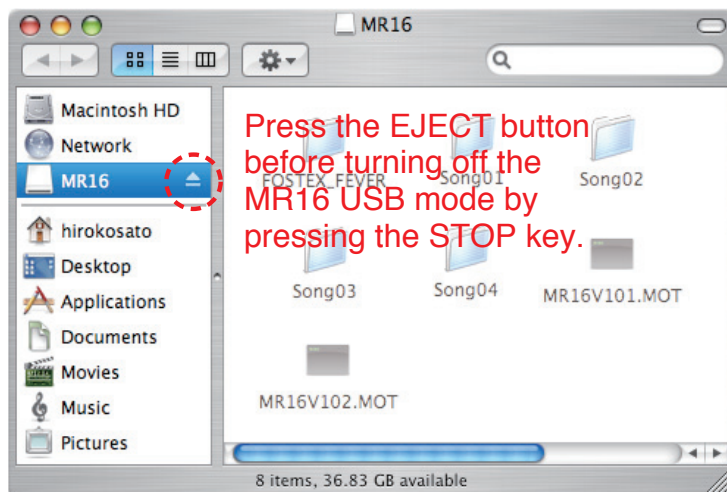 MR16
Macintosh HD
Network
MR16
hirokosato
Desktop
Applications
Documents
Movies
Music
Pictures
Press the EJECT button
before turning off the
MR16 USB mode by
pressing the STOP key.
FOSTEX_FEVER
Song01
Song02
Song03
Song04
MR16V101.MOT
MR16V102.MOT
8 items, 36.83 GB available